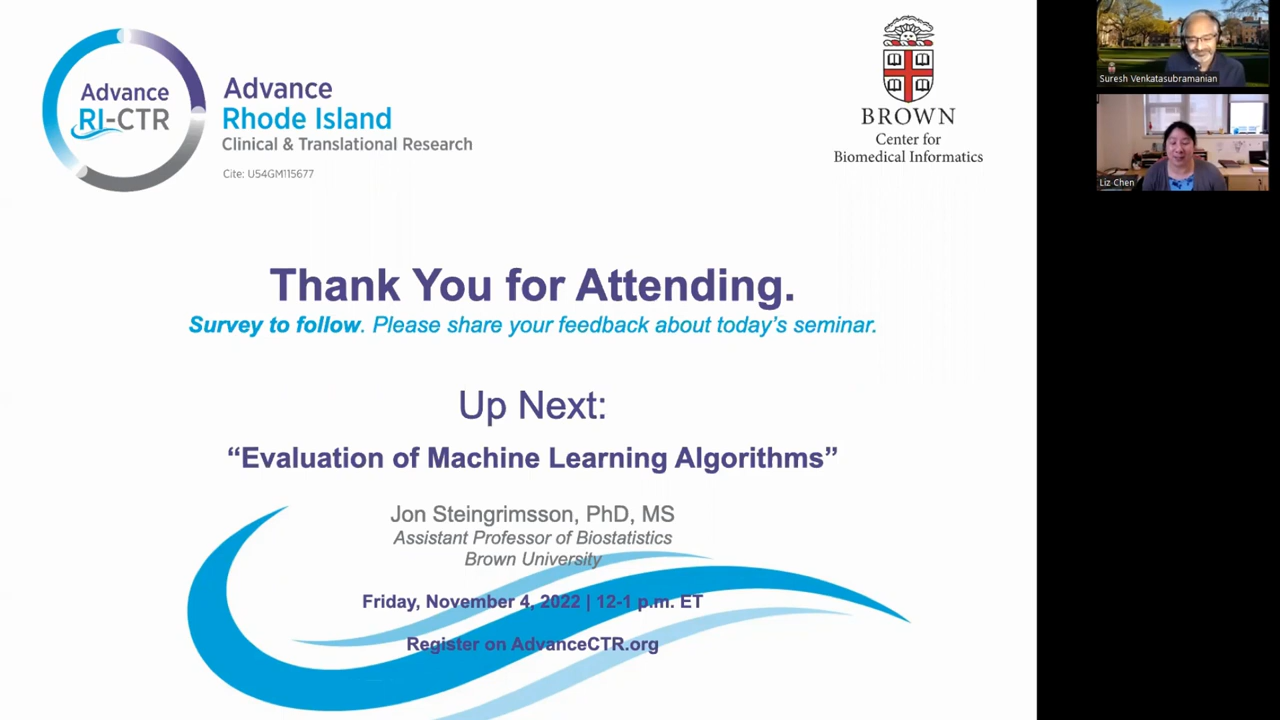 Advance
RI-CTR
Advance
Rhode Island
Clinical & Translational Research
Cite: U54GM115677
BROWN
Center for
Biomedical Informatics
Suresh Venkatasubramanian
Liz Chen
Thank You for Attending.
Survey to follow. Please share your feedback about today's seminar.
Up Next:
“Evaluation of Machine Learning Algorithms”
Jon Steingrimsson, PhD, MS
Assistant Professor of Biostatistics
Brown University
Friday, November 4, 2022 | 12-1 p.m. ET
Register on AdvanceCTR.org